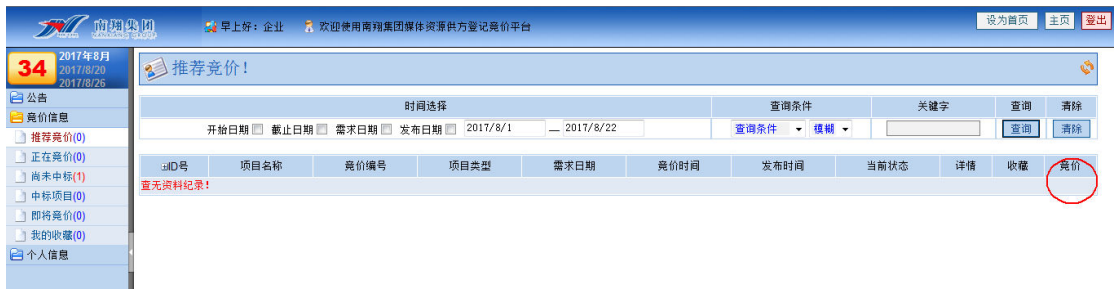 南翔集团 早上好：企业 欢迎使用南翔集团媒体资源供方登记竞价平台 设为首页 主页 登出
34 2017年8月
2017/8/20
2017/8/26
推荐竞价！
公告
竞价信息
推荐竞价(0)
正在竞价(0)
尚未中标(1)
中标项目(0)
即将竞价(0)
我的收藏(0)
个人信息
时间选择 查询条件 关键字 查询 清除
开始日期 截止日期 需求日期 发布日期 2017/8/1 — 2017/8/22 查询条件 模糊 查询 清除
ID号 项目名称 竞价编号 项目类型 需求日期 竞价时间 发布时间 当前状态 详情 收藏 竞价
查无资料纪录！